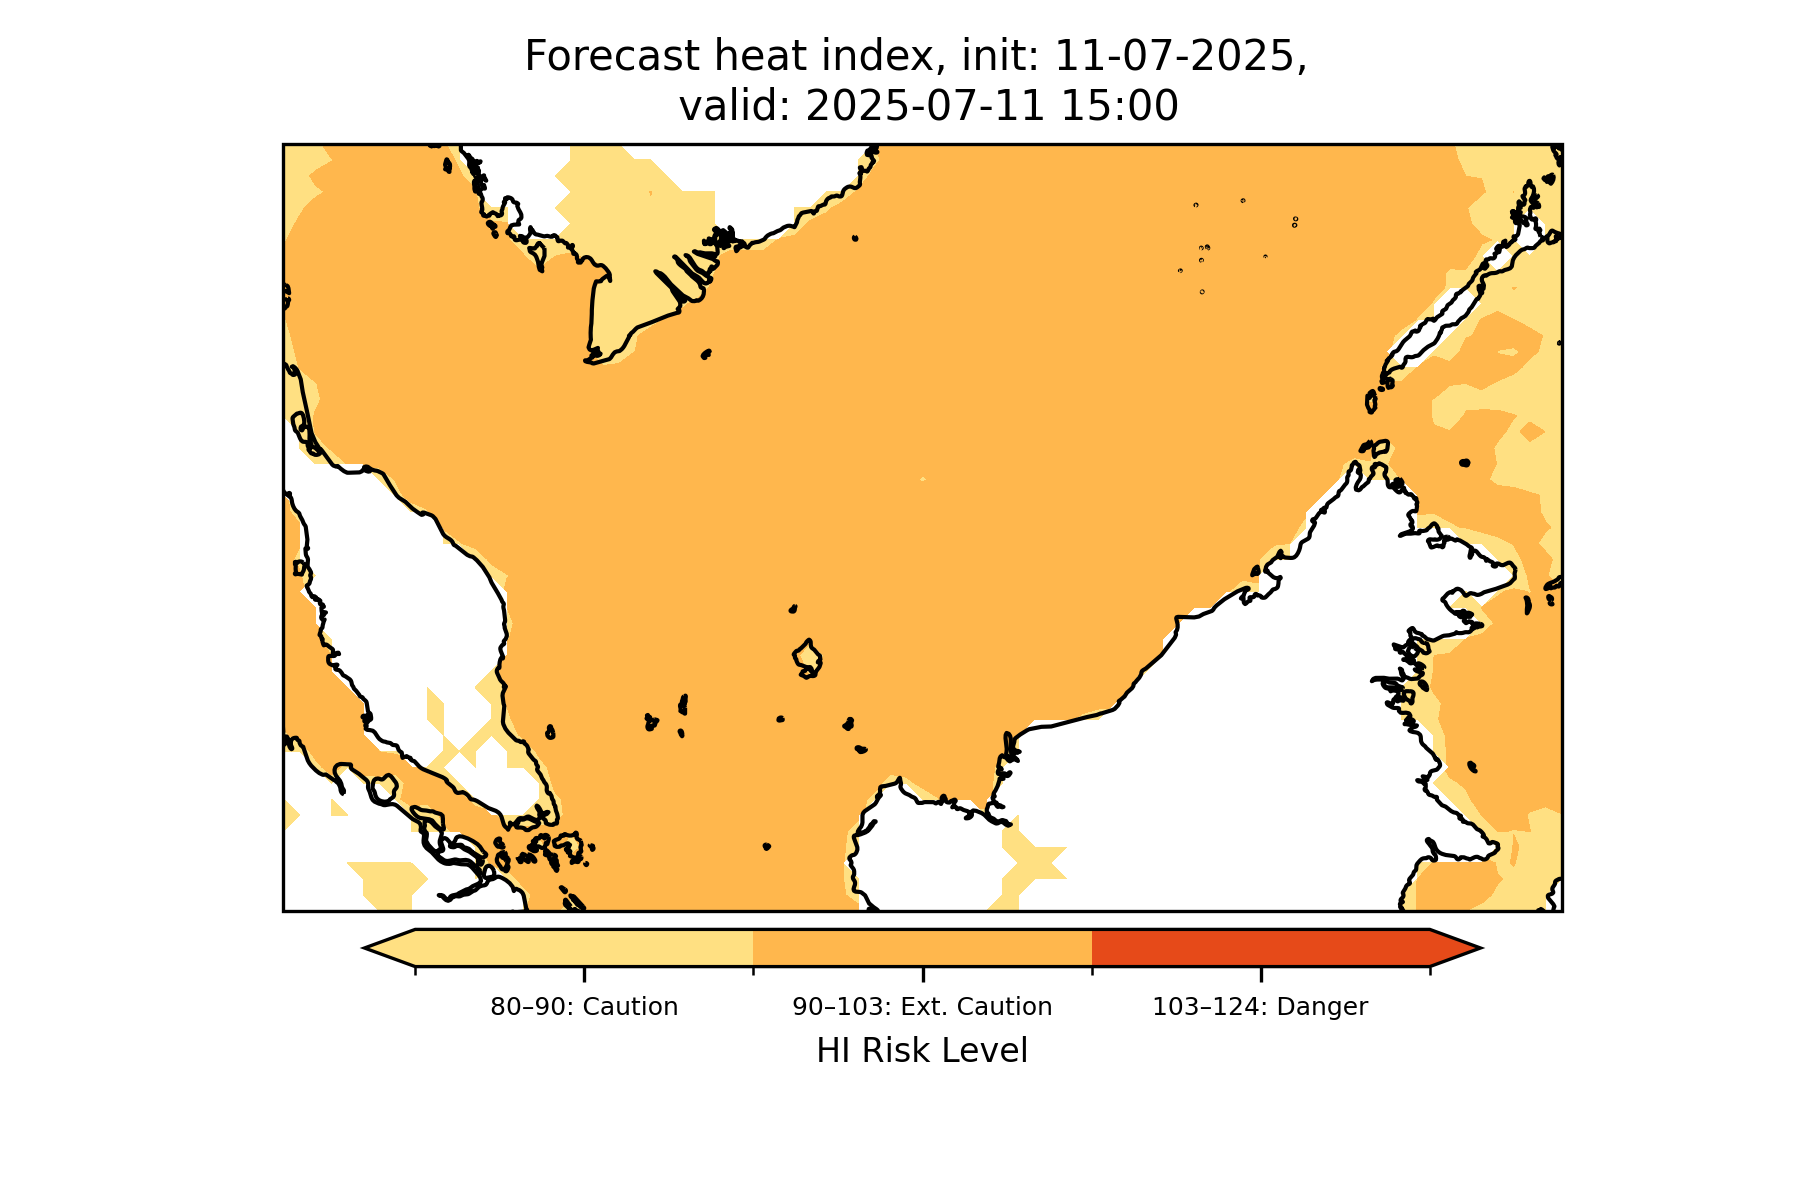 Forecast heat index, init: 11-07-2025,
valid: 2025-07-11 15:00
80–90: Caution
90–103: Ext. Caution
103–124: Danger
HI Risk Level